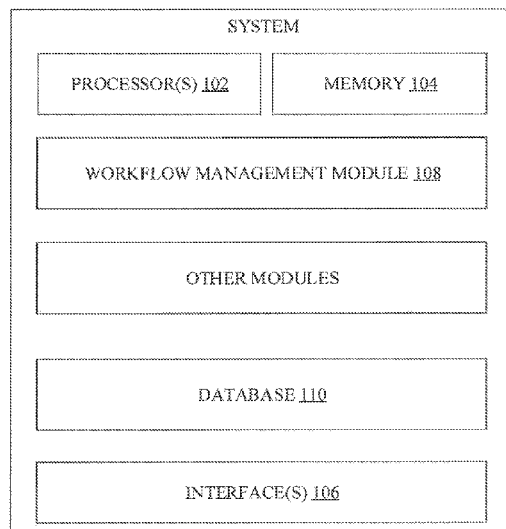 SYSTEM
PROCESSOR(S) 102
MEMORY 104
WORKFLOW MANAGEMENT MODULE 108
OTHER MODULES
DATABASE 110
INTERFACE(S) 106